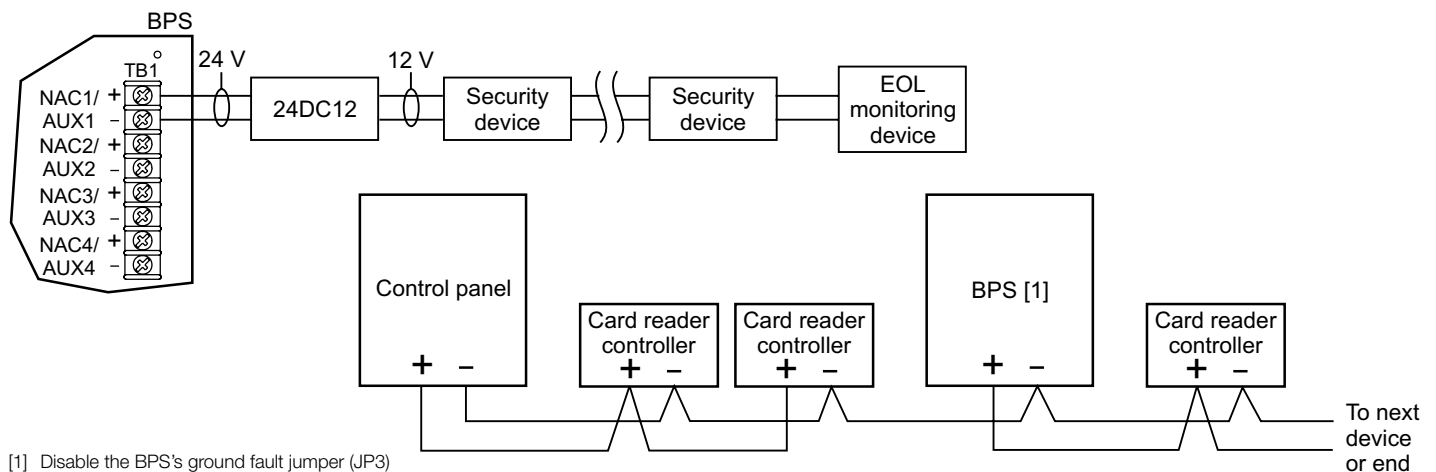 BPS
TB1
24 V
12 V
NAC1/ +
AUX1 –
NAC2/ +
AUX2 –
NAC3/ +
AUX3 –
NAC4/ +
AUX4 –
24DC12
Security
device
Security
device
EOL
monitoring
device
Control panel
+ –
Card reader
controller
+ –
Card reader
controller
+ –
BPS [1]
+ –
Card reader
controller
+ –
To next
device
or end
[1] Disable the BPS's ground fault jumper (JP3)